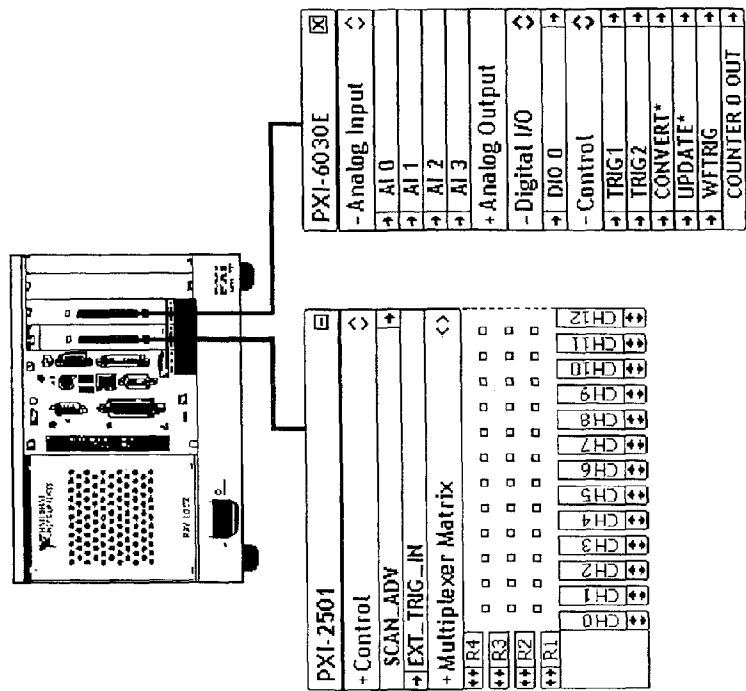 PXI-2501
+ Control
SCAN_ADV
EXT_TRIG_IN
+ Multiplexer Matrix
R4
R3
R2
R1
CH0
CH1
CH2
CH3
CH4
CH5
CH6
CH7
CH8
CH9
CH10
CH11
CH12
PXI-6030E
- Analog Input
AI 0
AI 1
AI 2
AI 3
+ Analog Output
- Digital I/O
DIO 0
- Control
TRIG1
TRIG2
CONVERT*
UPDATE*
WFTRIG
COUNTER 0 OUT